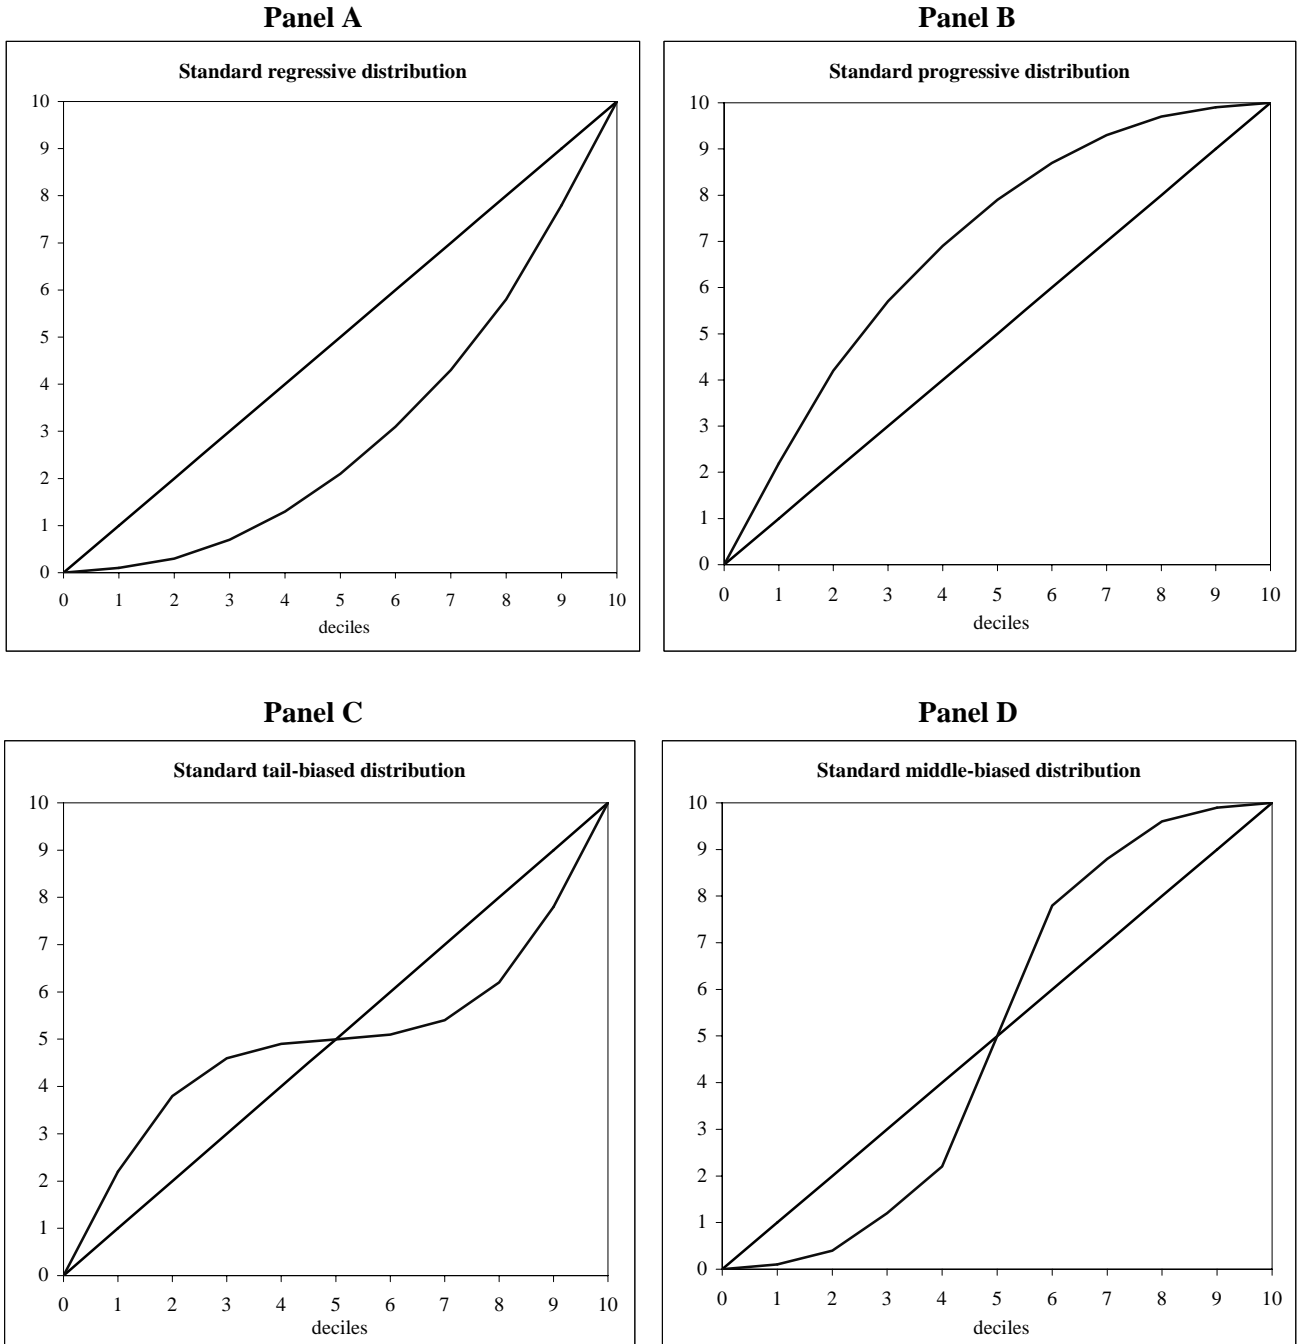 Panel A
Standard regressive distribution
10
9
8
7
6
5
4
3
2
1
0
0 1 2 3 4 5 6 7 8 9 10
deciles
Panel B
Standard progressive distribution
10
9
8
7
6
5
4
3
2
1
0
0 1 2 3 4 5 6 7 8 9 10
deciles
Panel C
Standard tail-biased distribution
10
9
8
7
6
5
4
3
2
1
0
0 1 2 3 4 5 6 7 8 9 10
deciles
Panel D
Standard middle-biased distribution
10
9
8
7
6
5
4
3
2
1
0
0 1 2 3 4 5 6 7 8 9 10
deciles